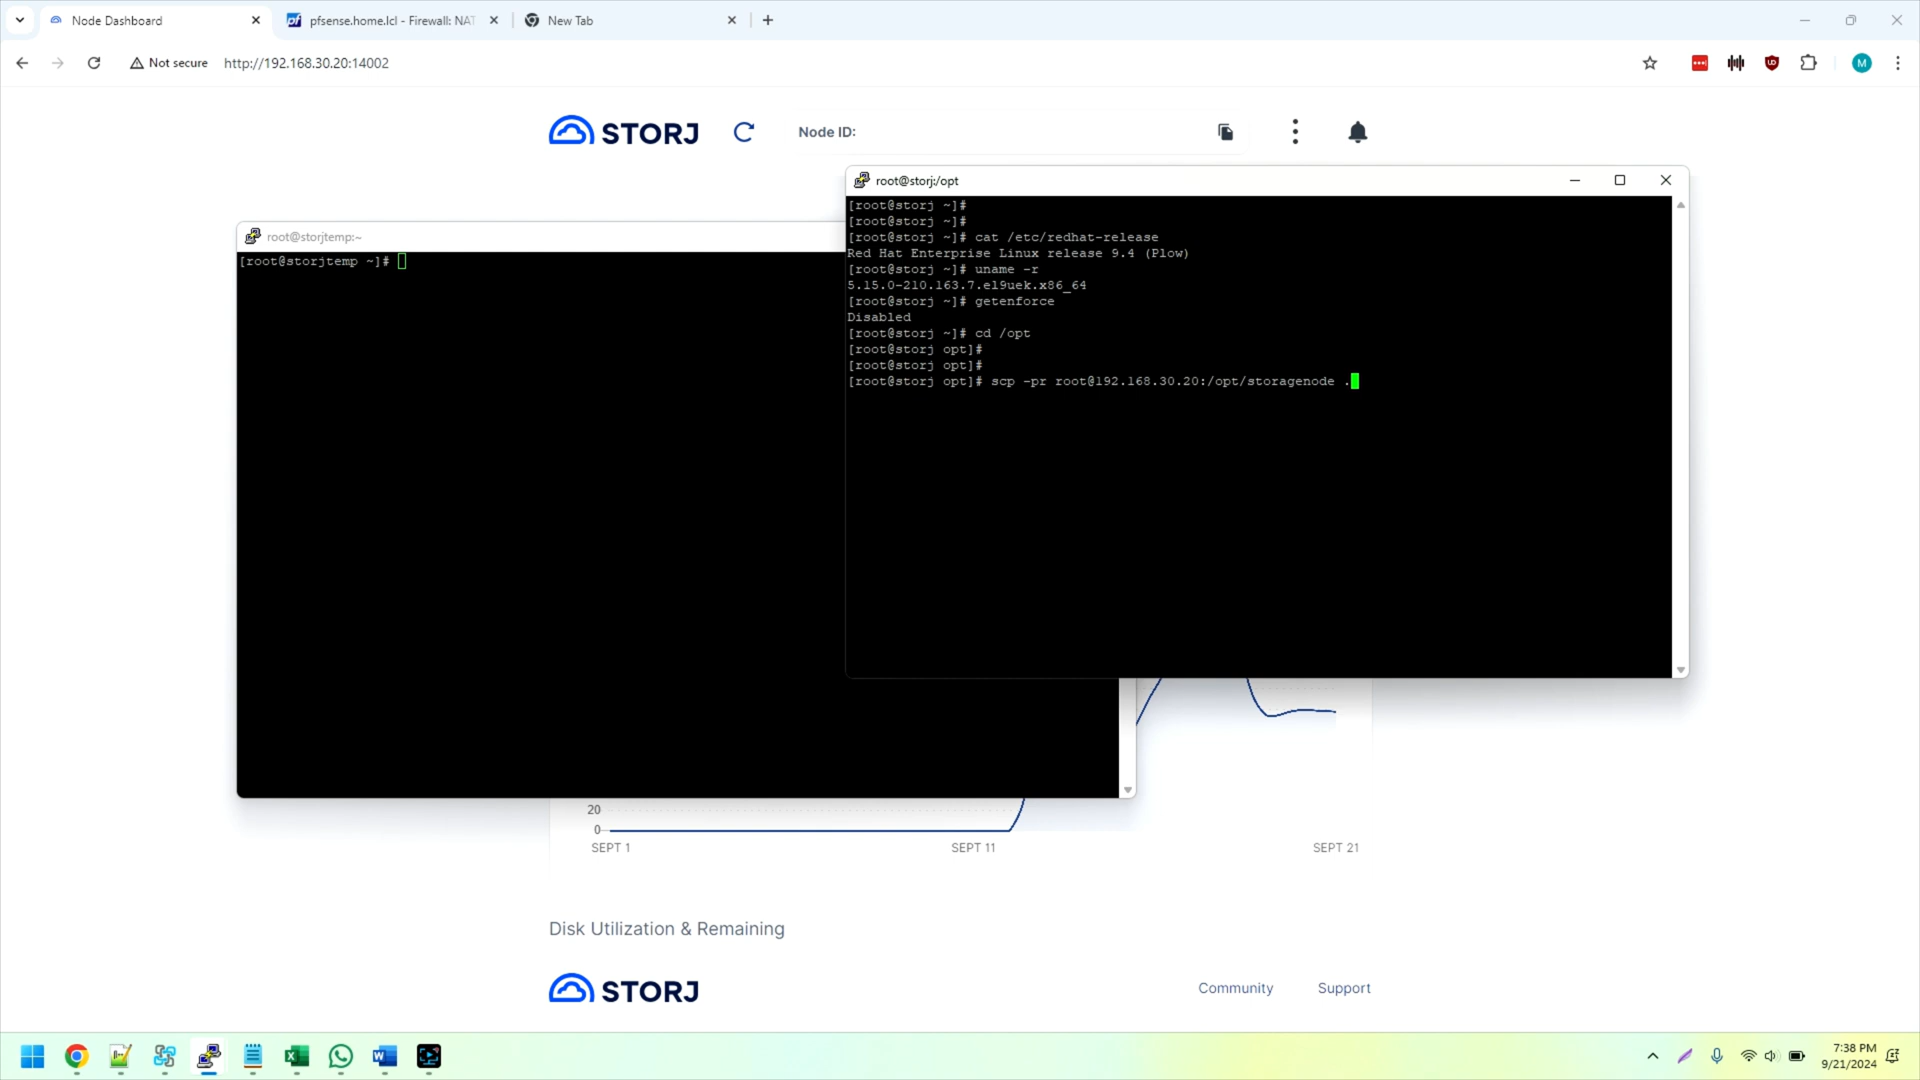 Node Dashboard
pfsense.home.lcl - Firewall: NAT
New Tab
Not secure
http://192.168.30.20:14002
M
STORJ
Node ID:
root@storj:/opt
[root@storj ~]#
[root@storj ~]#
[root@storj ~]# cat /etc/redhat-release
Red Hat Enterprise Linux release 9.4 (Plow)
[root@storj ~]# uname -r
5.15.0-210.163.7.el9uek.x86_64
[root@storj ~]# getenforce
Disabled
[root@storj ~]# cd /opt
[root@storj opt]#
[root@storj opt]#
[root@storj opt]# scp -pr root@192.168.30.20:/opt/storagenode .
root@storjtemp:~
[root@storjtemp ~]#
20
0
SEPT 1
SEPT 11
SEPT 21
Disk Utilization & Remaining
STORJ
Community
Support
7:38 PM
9/21/2024